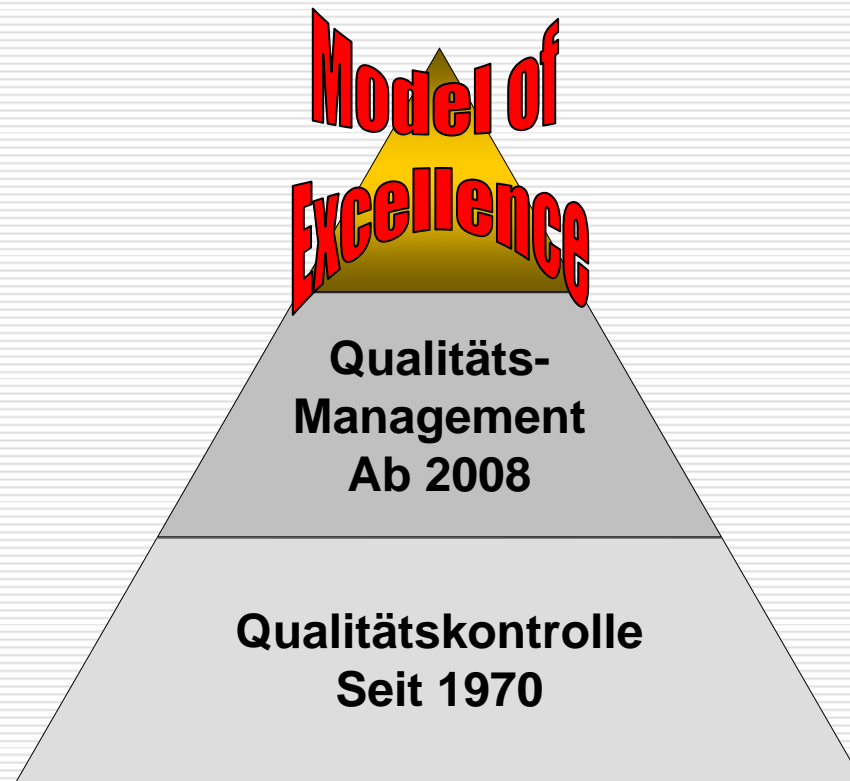 Model of
Excellence
Qualitäts-
Management
Ab 2008
Qualitätskontrolle
Seit 1970